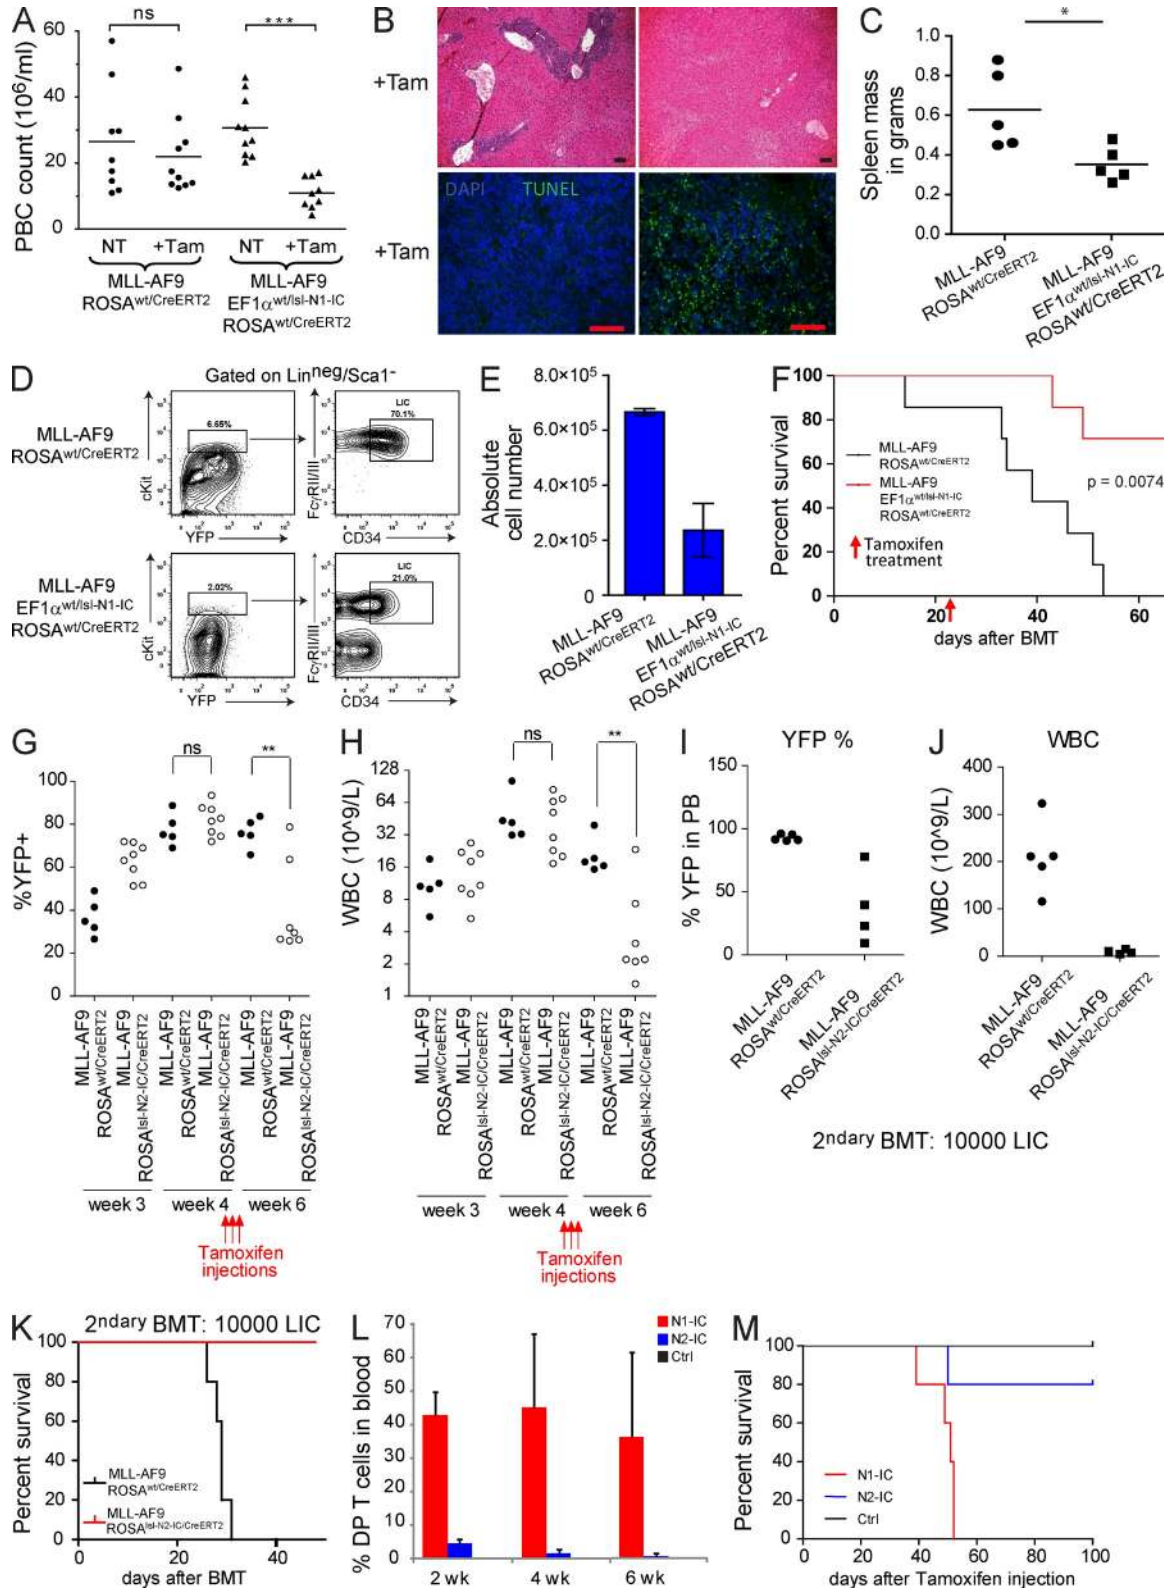 A
PBC count (10⁶/ml)
60
40
20
0
ns
***
NT
+Tam
NT
+Tam
MLL-AF9
ROSAwt/CreERT2
MLL-AF9
EF1αwt/lsl-N1-IC
ROSAwt/CreERT2
B
+Tam
DAPI
TUNEL
+Tam
C
Spleen mass
in grams
1.0
0.8
0.6
0.4
0.2
0.0
*
MLL-AF9
ROSAwt/CreERT2
MLL-AF9
EF1αwt/lsl-N1-IC
ROSAwt/CreERT2
D
Gated on Linneg/Sca1-
MLL-AF9
ROSAwt/CreERT2
6.65%
cKit
YFP
LIC
70.1%
FcγRII/III
CD34
MLL-AF9
EF1αwt/lsl-N1-IC
ROSAwt/CreERT2
2.02%
cKit
YFP
LIC
21.0%
FcγRII/III
CD34
E
Absolute
cell number
8.0×10⁵
6.0×10⁵
4.0×10⁵
2.0×10⁵
0
MLL-AF9
ROSAwt/CreERT2
MLL-AF9
EF1αwt/lsl-N1-IC
ROSAwt/CreERT2
F
Percent survival
100
80
60
40
20
0
MLL-AF9
ROSAwt/CreERT2
MLL-AF9
EF1αwt/lsl-N1-IC
ROSAwt/CreERT2
p = 0.0074
Tamoxifen
treatment
0 20 40 60
days after BMT
G
%YFP+
100
80
60
40
20
0
ns
**
MLL-AF9
ROSAwt/CreERT2
MLL-AF9
ROSAlsl-N2-IC/CreERT2
MLL-AF9
ROSAwt/CreERT2
MLL-AF9
ROSAlsl-N2-IC/CreERT2
MLL-AF9
ROSAwt/CreERT2
MLL-AF9
ROSAlsl-N2-IC/CreERT2
week 3
week 4
week 6
Tamoxifen
injections
H
WBC (10^9/L)
128
64
32
16
8
4
2
1
ns
**
MLL-AF9
ROSAwt/CreERT2
MLL-AF9
ROSAlsl-N2-IC/CreERT2
MLL-AF9
ROSAwt/CreERT2
MLL-AF9
ROSAlsl-N2-IC/CreERT2
MLL-AF9
ROSAwt/CreERT2
MLL-AF9
ROSAlsl-N2-IC/CreERT2
week 3
week 4
week 6
Tamoxifen
injections
I
YFP %
% YFP in PB
150
100
50
0
MLL-AF9
ROSAwt/CreERT2
MLL-AF9
ROSAlsl-N2-IC/CreERT2
J
WBC
WBC (10^9/L)
400
300
200
100
0
MLL-AF9
ROSAwt/CreERT2
MLL-AF9
ROSAlsl-N2-IC/CreERT2
2ndary BMT: 10000 LIC
K
2ndary BMT: 10000 LIC
Percent survival
100
80
60
40
20
0
MLL-AF9
ROSAwt/CreERT2
MLL-AF9
ROSAlsl-N2-IC/CreERT2
0 20 40
days after BMT
L
% DP T cells in blood
70
60
50
40
30
20
10
0
N1-IC
N2-IC
Ctrl
2 wk
4 wk
6 wk
M
Percent survival
100
80
60
40
20
0
N1-IC
N2-IC
Ctrl
0 20 40 60 80 100
days after Tamoxifen injection